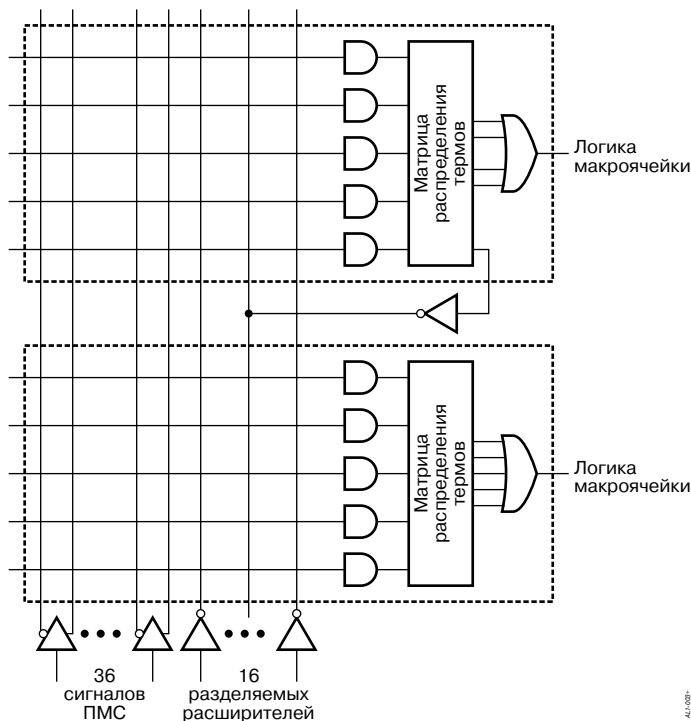 Матрица
распределения
термов
Логика
макроячейки
Матрица
распределения
термов
Логика
макроячейки
36
сигналов
ПМС
16
разделяемых
расширителей